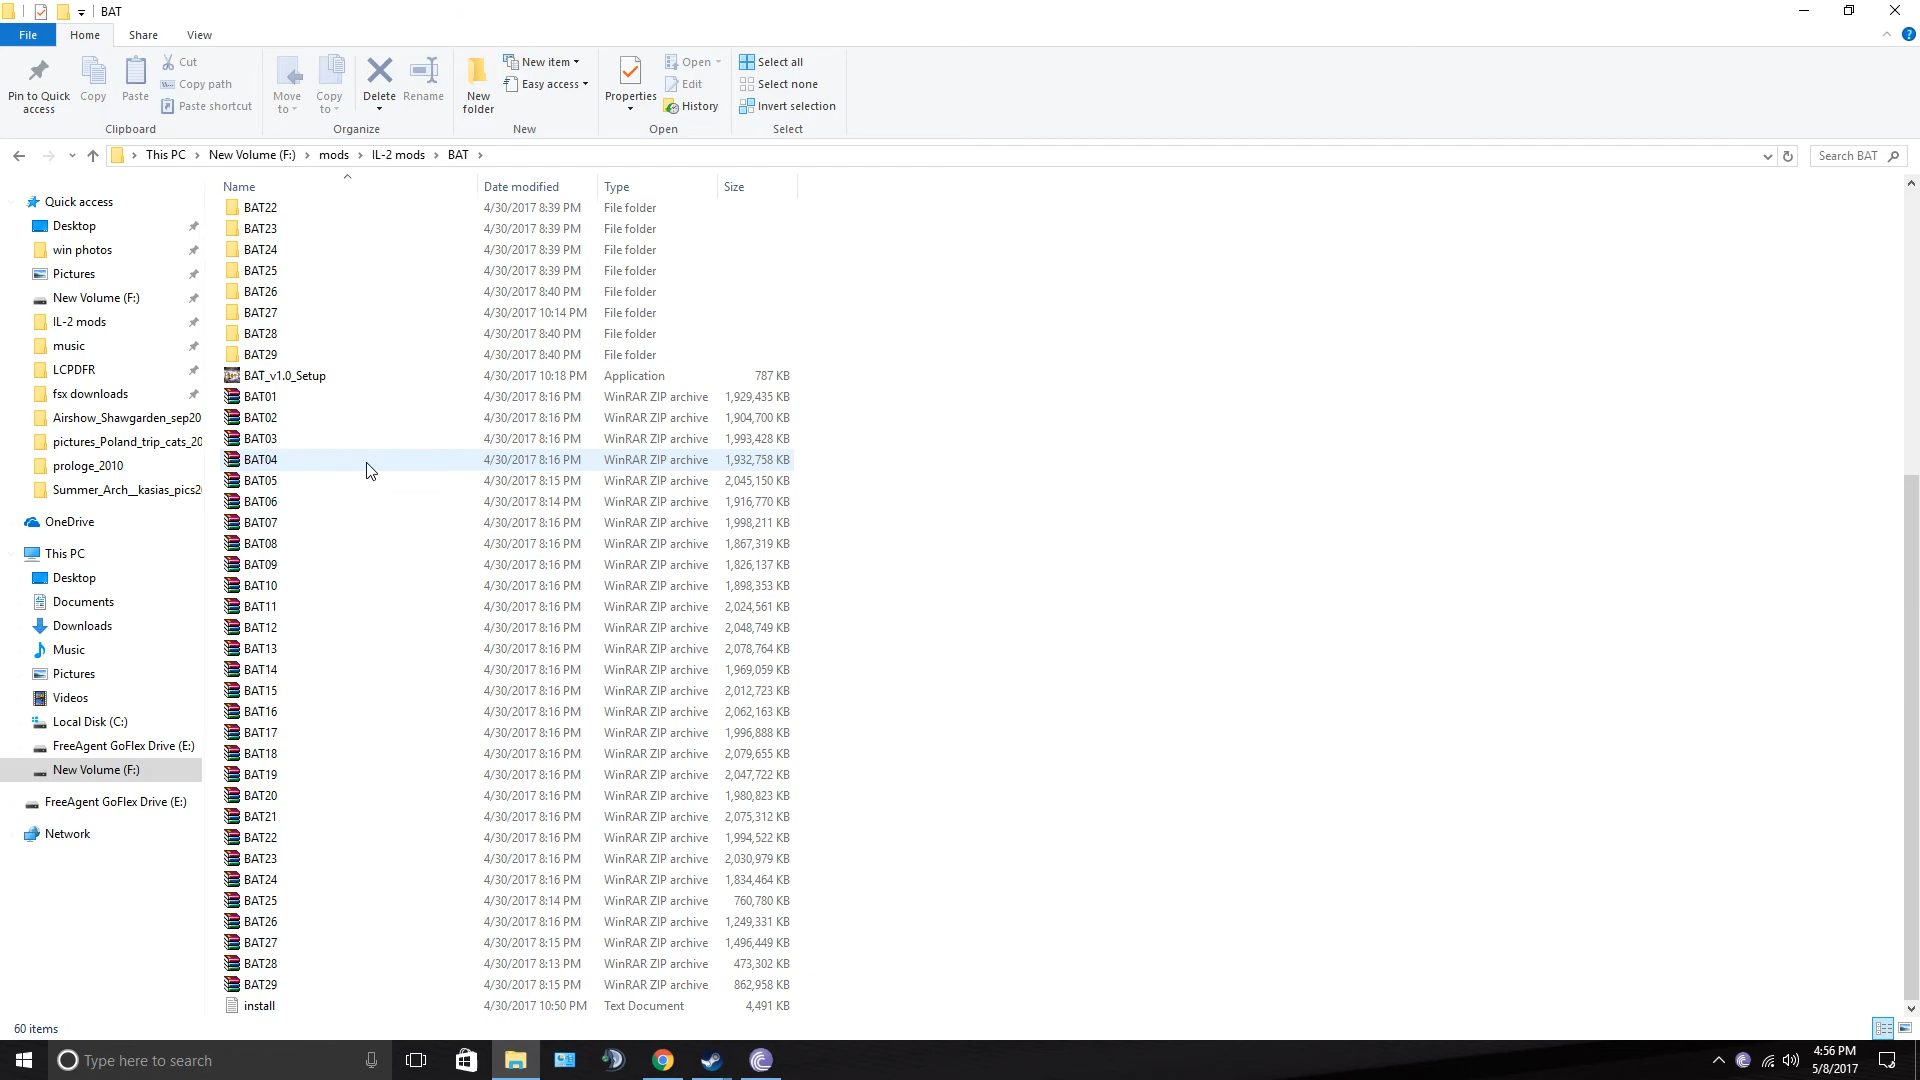 BAT
File Home Share View
Pin to Quick access
Copy
Paste
Cut
Copy path
Paste shortcut
Clipboard
Move to
Copy to
Delete
Rename
Organize
New folder
New item
Easy access
New
Properties
Open
Edit
History
Open
Select all
Select none
Invert selection
Select
This PC New Volume (F:) mods IL-2 mods BAT
Search BAT
Quick access
Desktop
win photos
Pictures
New Volume (F:)
IL-2 mods
music
LCPDFR
fsx downloads
Airshow_Shawgarden_sep20
pictures_Poland_trip_cats_20
prologe_2010
Summer_Arch__kasias_pics2
OneDrive
This PC
Desktop
Documents
Downloads
Music
Pictures
Videos
Local Disk (C:)
FreeAgent GoFlex Drive (E:)
New Volume (F:)
FreeAgent GoFlex Drive (E:)
Network
Name Date modified Type Size
BAT22 4/30/2017 8:39 PM File folder
BAT23 4/30/2017 8:39 PM File folder
BAT24 4/30/2017 8:39 PM File folder
BAT25 4/30/2017 8:39 PM File folder
BAT26 4/30/2017 8:40 PM File folder
BAT27 4/30/2017 10:14 PM File folder
BAT28 4/30/2017 8:40 PM File folder
BAT29 4/30/2017 8:40 PM File folder
BAT_v1.0_Setup 4/30/2017 10:18 PM Application 787 KB
BAT01 4/30/2017 8:16 PM WinRAR ZIP archive 1,929,435 KB
BAT02 4/30/2017 8:16 PM WinRAR ZIP archive 1,904,700 KB
BAT03 4/30/2017 8:16 PM WinRAR ZIP archive 1,993,428 KB
BAT04 4/30/2017 8:16 PM WinRAR ZIP archive 1,932,758 KB
BAT05 4/30/2017 8:15 PM WinRAR ZIP archive 2,045,150 KB
BAT06 4/30/2017 8:14 PM WinRAR ZIP archive 1,916,770 KB
BAT07 4/30/2017 8:16 PM WinRAR ZIP archive 1,998,211 KB
BAT08 4/30/2017 8:16 PM WinRAR ZIP archive 1,867,319 KB
BAT09 4/30/2017 8:16 PM WinRAR ZIP archive 1,826,137 KB
BAT10 4/30/2017 8:16 PM WinRAR ZIP archive 1,898,353 KB
BAT11 4/30/2017 8:16 PM WinRAR ZIP archive 2,024,561 KB
BAT12 4/30/2017 8:16 PM WinRAR ZIP archive 2,048,749 KB
BAT13 4/30/2017 8:16 PM WinRAR ZIP archive 2,078,764 KB
BAT14 4/30/2017 8:16 PM WinRAR ZIP archive 1,969,059 KB
BAT15 4/30/2017 8:16 PM WinRAR ZIP archive 2,012,723 KB
BAT16 4/30/2017 8:16 PM WinRAR ZIP archive 2,062,163 KB
BAT17 4/30/2017 8:16 PM WinRAR ZIP archive 1,996,888 KB
BAT18 4/30/2017 8:16 PM WinRAR ZIP archive 2,079,655 KB
BAT19 4/30/2017 8:16 PM WinRAR ZIP archive 2,047,722 KB
BAT20 4/30/2017 8:16 PM WinRAR ZIP archive 1,980,823 KB
BAT21 4/30/2017 8:16 PM WinRAR ZIP archive 2,075,312 KB
BAT22 4/30/2017 8:16 PM WinRAR ZIP archive 1,994,522 KB
BAT23 4/30/2017 8:16 PM WinRAR ZIP archive 2,030,979 KB
BAT24 4/30/2017 8:16 PM WinRAR ZIP archive 1,834,464 KB
BAT25 4/30/2017 8:14 PM WinRAR ZIP archive 760,780 KB
BAT26 4/30/2017 8:16 PM WinRAR ZIP archive 1,249,331 KB
BAT27 4/30/2017 8:15 PM WinRAR ZIP archive 1,496,449 KB
BAT28 4/30/2017 8:13 PM WinRAR ZIP archive 473,302 KB
BAT29 4/30/2017 8:15 PM WinRAR ZIP archive 862,958 KB
install 4/30/2017 10:50 PM Text Document 4,491 KB
60 items
Type here to search
4:56 PM
5/8/2017